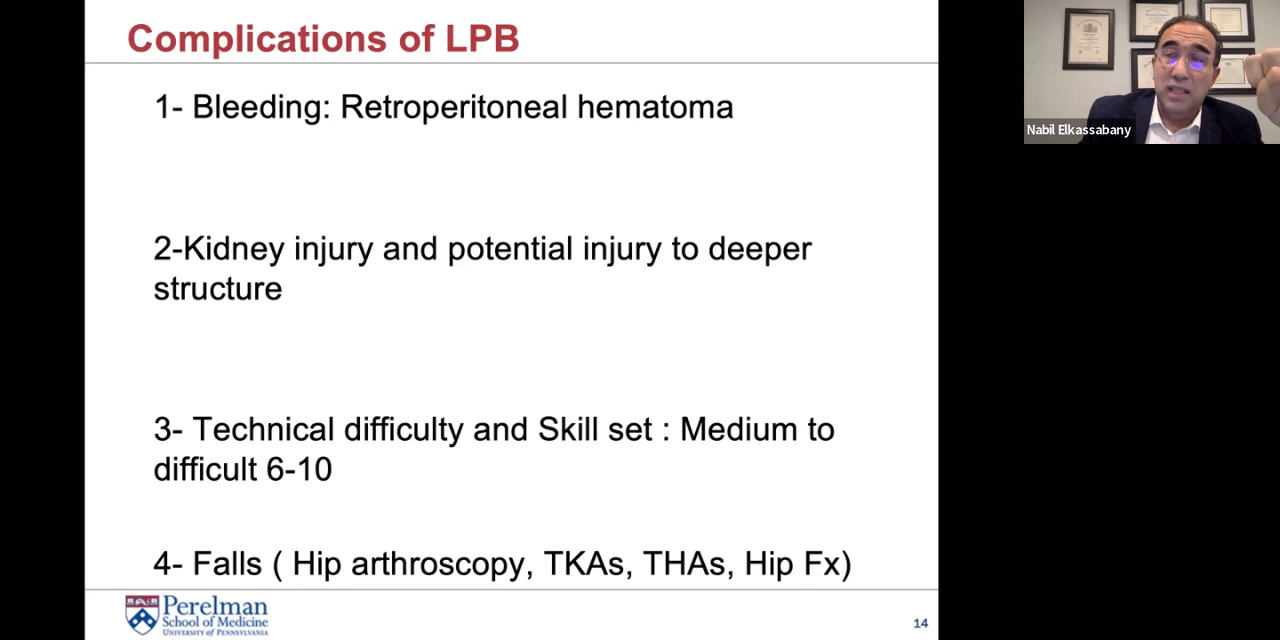 Complications of LPB
1- Bleeding: Retroperitoneal hematoma
2-Kidney injury and potential injury to deeper
structure
3- Technical difficulty and Skill set : Medium to
difficult 6-10
4- Falls ( Hip arthroscopy, TKAs, THAs, Hip Fx)
Perelman
School of Medicine
UNIVERSITY of PENNSYLVANIA
14
Nabil Elkassabany